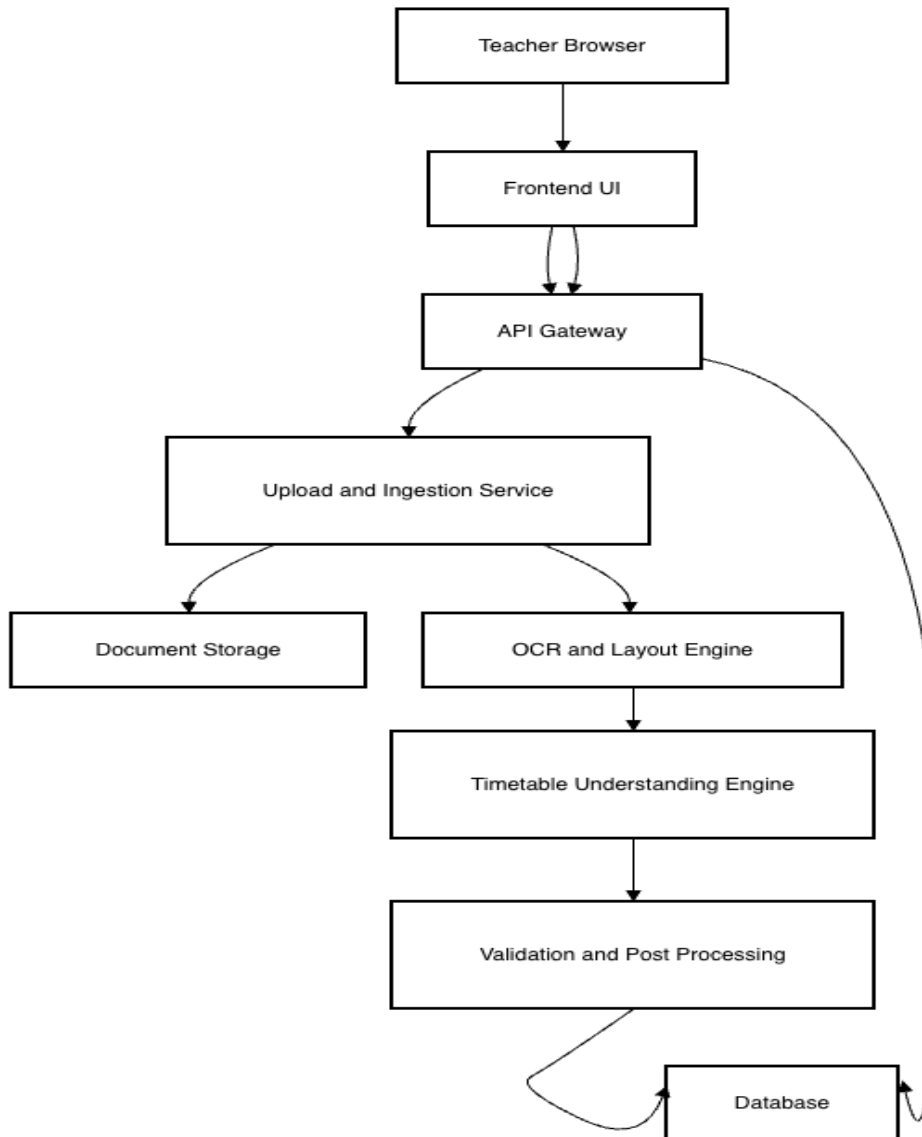 Teacher Browser
Frontend UI
API Gateway
Upload and Ingestion Service
Document Storage
OCR and Layout Engine
Timetable Understanding Engine
Validation and Post Processing
Database